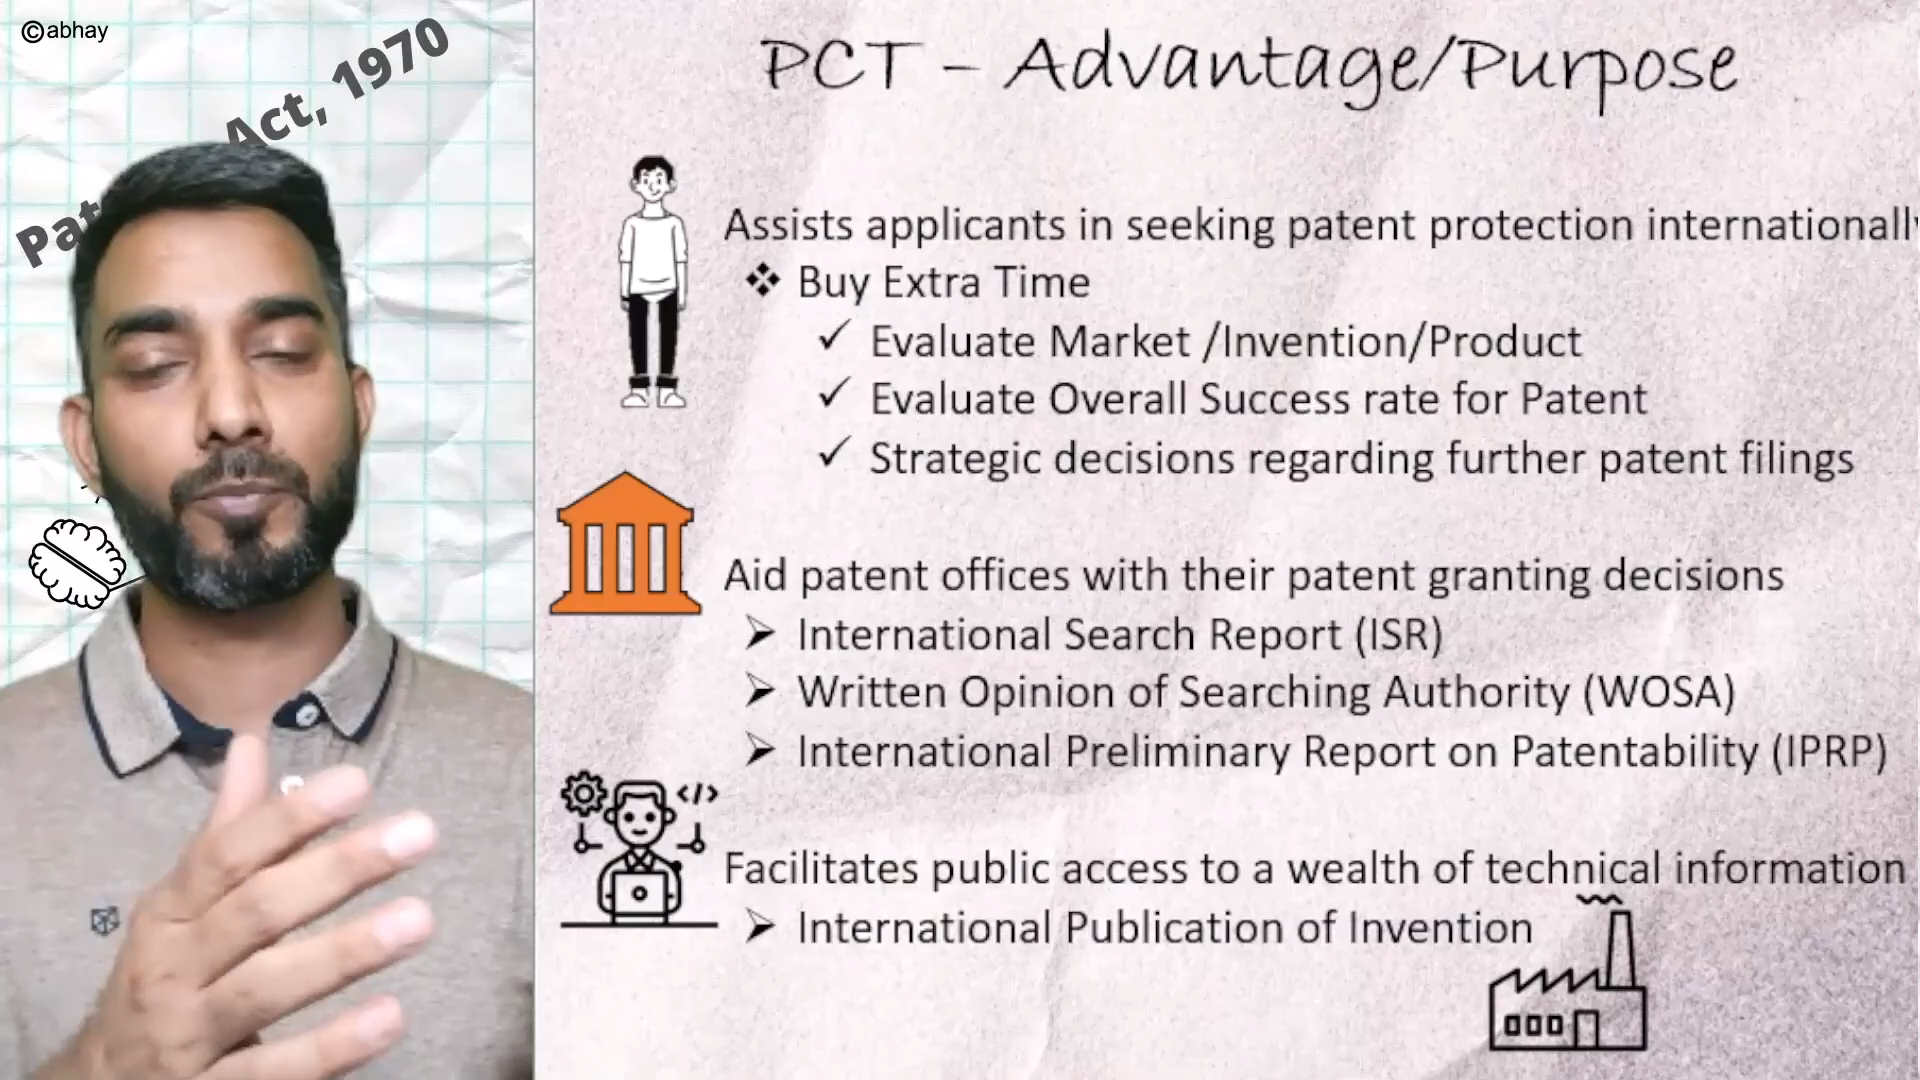 ©abhay
Act, 1970
PCT – Advantage/Purpose
Assists applicants in seeking patent protection internationally
❖ Buy Extra Time
✓ Evaluate Market /Invention/Product
✓ Evaluate Overall Success rate for Patent
✓ Strategic decisions regarding further patent filings
Aid patent offices with their patent granting decisions
➢ International Search Report (ISR)
➢ Written Opinion of Searching Authority (WOSA)
➢ International Preliminary Report on Patentability (IPRP)
</>
Facilitates public access to a wealth of technical information
➢ International Publication of Invention